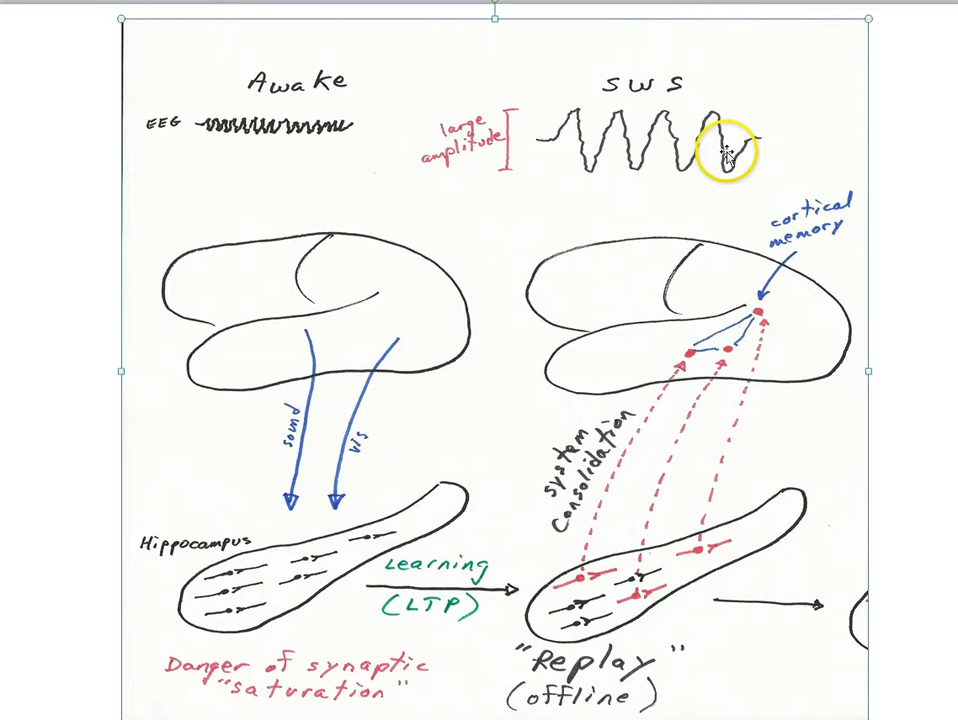 Awake
SWS
EEG
large
amplitude
cortical
memory
sound
vis
system
consolidation
Hippocampus
Learning
(LTP)
Danger of synaptic
"saturation"
"Replay"
(offline)